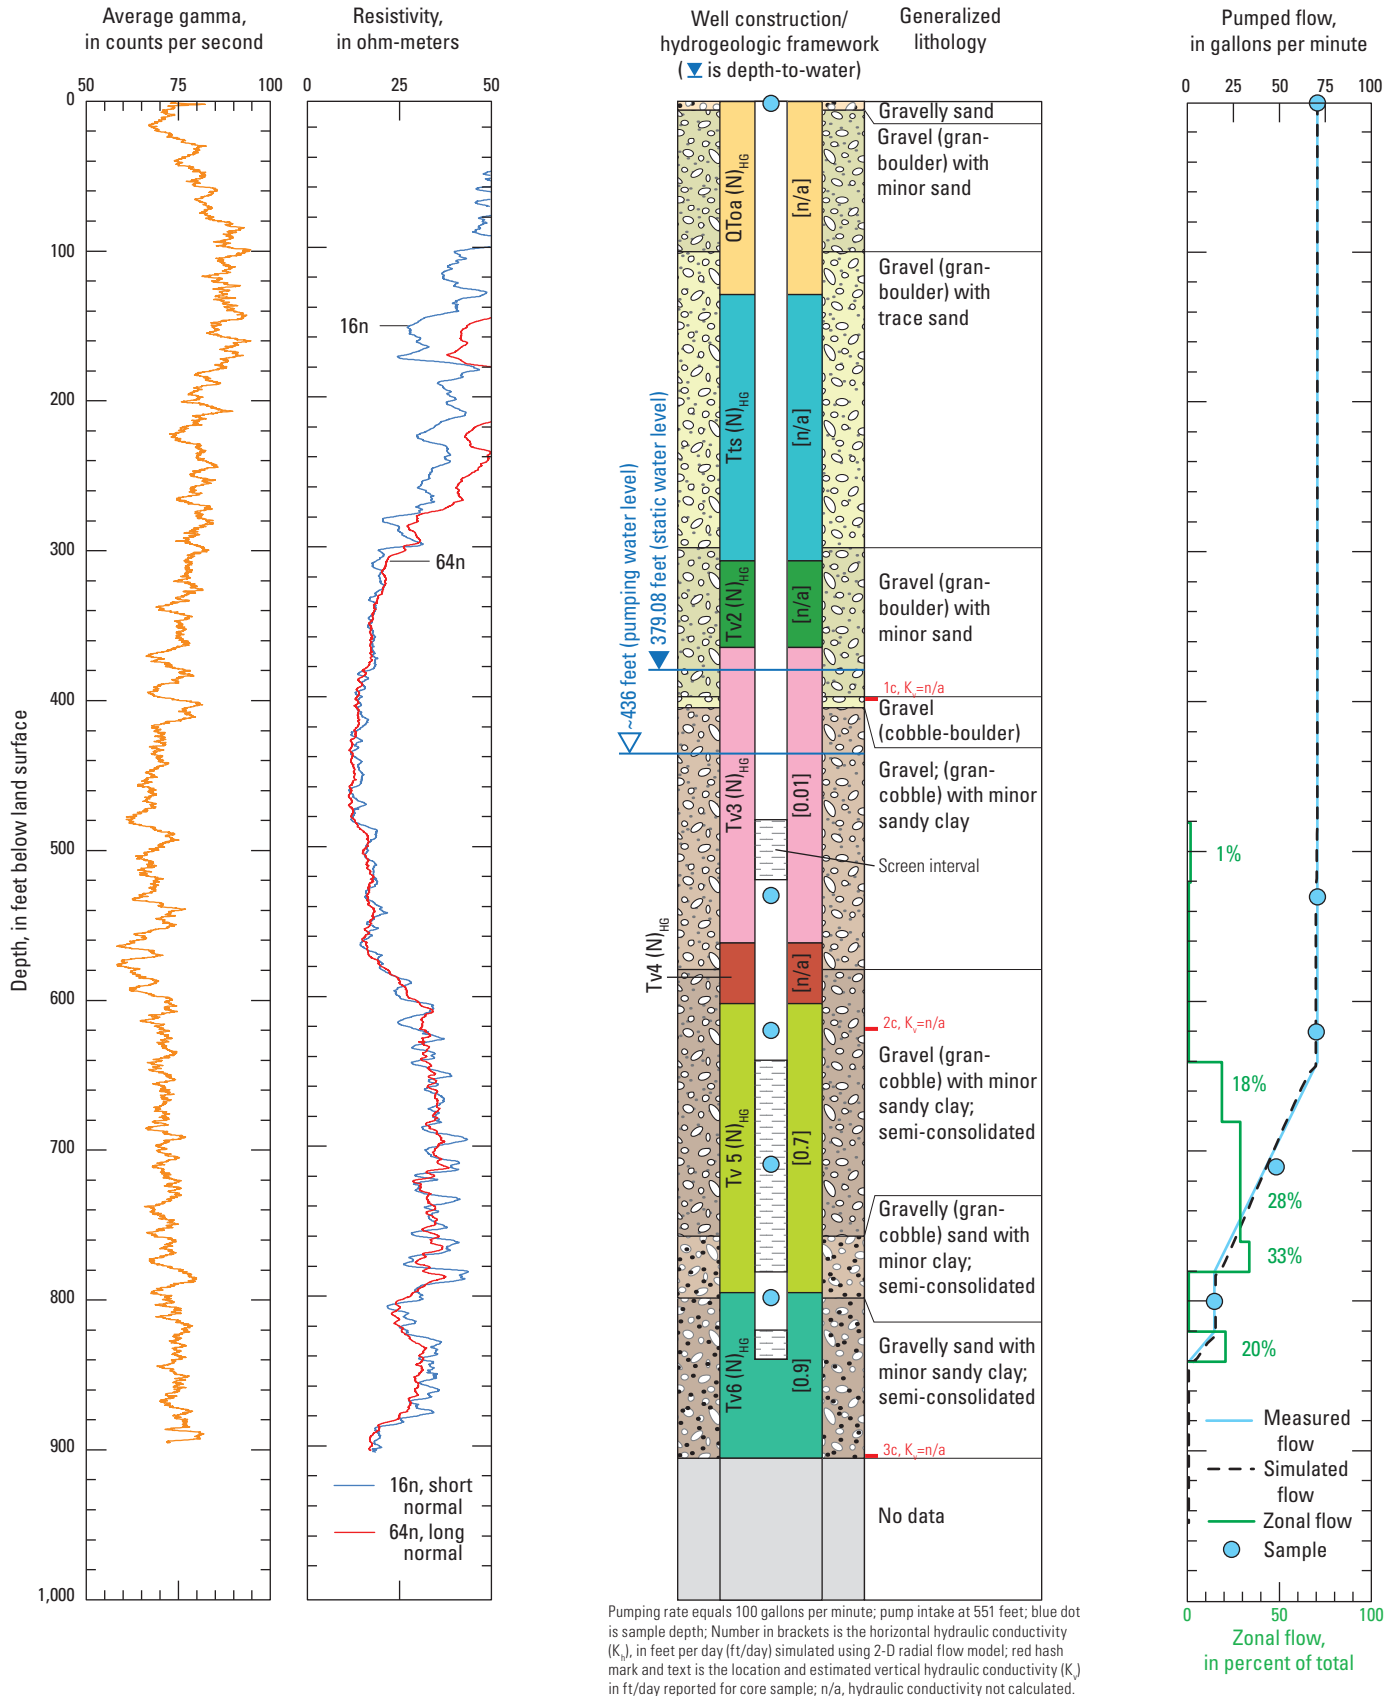 Average gamma,
in counts per second
Resistivity,
in ohm-meters
Well construction/
hydrogeologic framework
( is depth-to-water)
Generalized
lithology
Pumped flow,
in gallons per minute
50 75 100
0 25 50
0 25 50 75 100
Depth, in feet below land surface
0
100
200
300
400
500
600
700
800
900
1,000
16n
64n
16n, short
normal
64n, long
normal
~436 feet (pumping water level)
379.08 feet (static water level)
QToa (N)HG
[n/a]
Tts (N)HG
[n/a]
Tv2 (N)HG
[n/a]
Tv3 (N)HG
[0.01]
Tv4 (N)HG
[n/a]
Tv 5 (N)HG
[0.7]
Tv6 (N)HG
[0.9]
Gravelly sand
Gravel (gran-
boulder) with
minor sand
Gravel (gran-
boulder) with
trace sand
Gravel (gran-
boulder) with
minor sand
1c, Kv=n/a
Gravel
(cobble-boulder)
Gravel; (gran-
cobble) with minor
sandy clay
Screen interval
2c, Kv=n/a
Gravel (gran-
cobble) with minor
sandy clay;
semi-consolidated
Gravelly (gran-
cobble) sand with
minor clay;
semi-consolidated
Gravelly sand with
minor sandy clay;
semi-consolidated
3c, Kv=n/a
No data
1%
18%
28%
33%
20%
Measured
flow
Simulated
flow
Zonal flow
Sample
0 50 100
Zonal flow,
in percent of total
Pumping rate equals 100 gallons per minute; pump intake at 551 feet; blue dot
is sample depth; Number in brackets is the horizontal hydraulic conductivity
(Kh), in feet per day (ft/day) simulated using 2-D radial flow model; red hash
mark and text is the location and estimated vertical hydraulic conductivity (Kv)
in ft/day reported for core sample; n/a, hydraulic conductivity not calculated.